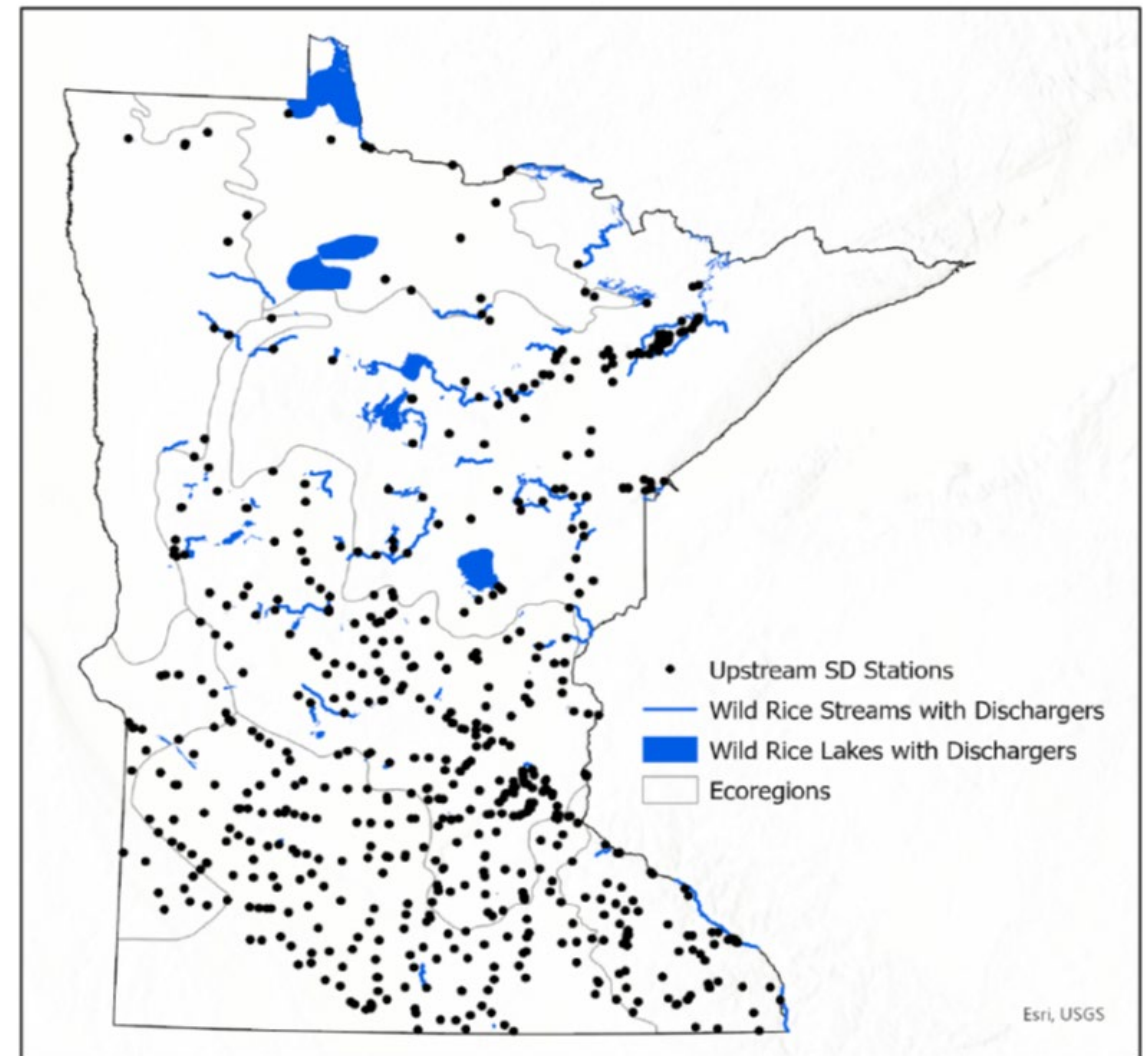 Upstream SD Stations
Wild Rice Streams with Dischargers
Wild Rice Lakes with Dischargers
Ecoregions
Esri, USGS